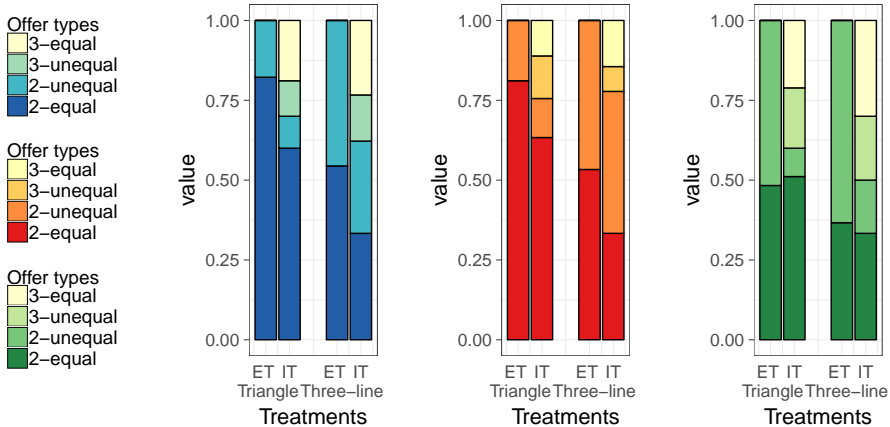 Offer types
3−equal
3−unequal
2−unequal
2−equal
Offer types
3−equal
3−unequal
2−unequal
2−equal
Offer types
3−equal
3−unequal
2−unequal
2−equal
value
1.00
0.75
0.50
0.25
0.00
ET IT ET IT
Triangle Three−line
Treatments
value
1.00
0.75
0.50
0.25
0.00
ET IT ET IT
Triangle Three−line
Treatments
value
1.00
0.75
0.50
0.25
0.00
ET IT ET IT
Triangle Three−line
Treatments